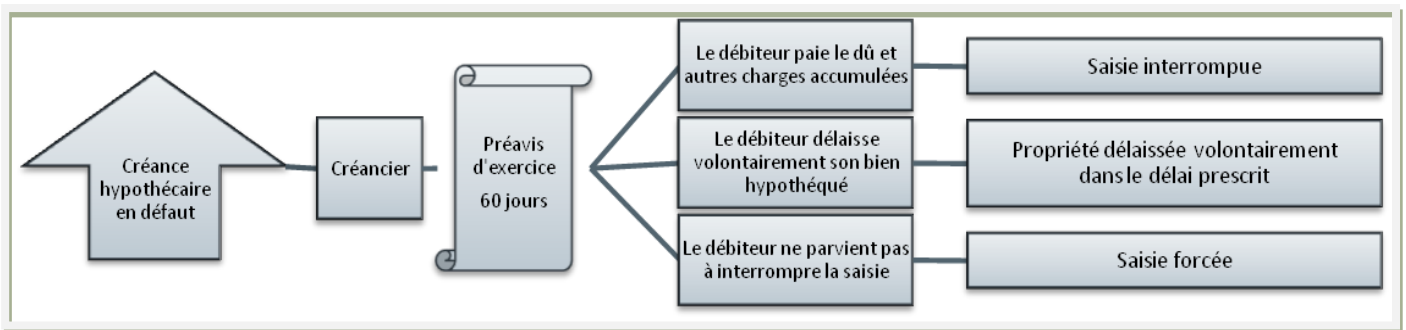 Créance
hypothécaire
en défaut
Créancier
Préavis
d'exercice
60 jours
Le débiteur paie le dû et
autres charges accumulées
Saisie interrompue
Le débiteur délaisse
volontairement son bien
hypothéqué
Propriété délaissée volontairement
dans le délai prescrit
Le débiteur ne parvient pas
à interrompre la saisie
Saisie forcée